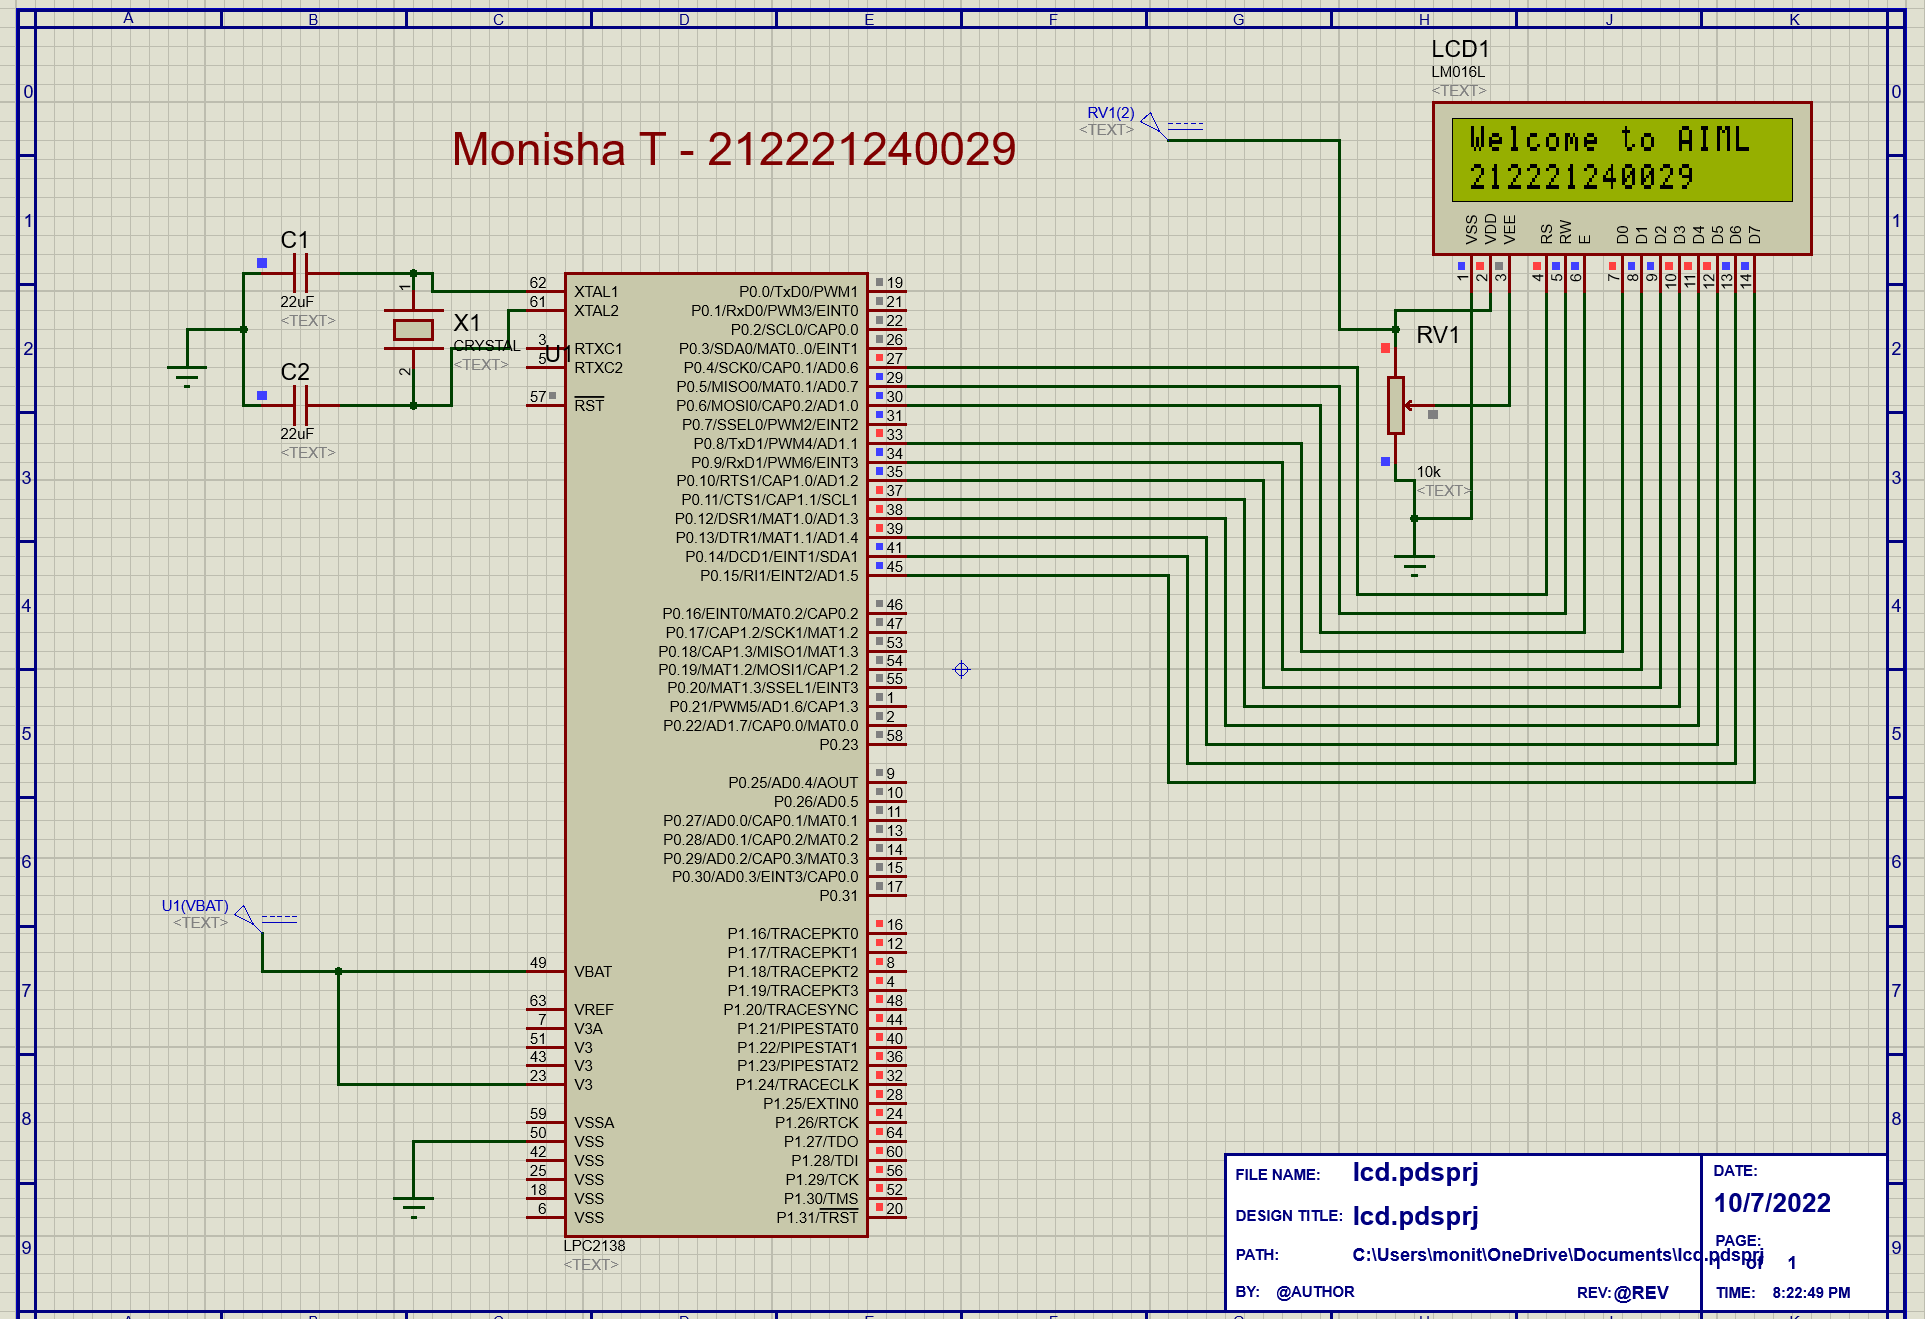 A B C D E F G H J K
LCD1
LM016L
<TEXT>
RV1(2)
<TEXT>
Monisha T - 212221240029
Welcome to AIML
212221240029
VSS VDD VEE RS RW E D0 D1 D2 D3 D4 D5 D6 D7
1 2 3 4 5 6 7 8 9 10 11 12 13 14
C1
22uF
<TEXT>
X1
CRYSTAL
<TEXT>
1
2
C2
22uF
<TEXT>
RV1
10k
<TEXT>
U1
62 XTAL1
61 XTAL2
3 RTXC1
5 RTXC2
57 RST
49 VBAT
63 VREF
7 V3A
51 V3
43 V3
23 V3
59 VSSA
50 VSS
42 VSS
25 VSS
18 VSS
6 VSS
P0.0/TxD0/PWM1 19
P0.1/RxD0/PWM3/EINT0 21
P0.2/SCL0/CAP0.0 22
P0.3/SDA0/MAT0..0/EINT1 26
P0.4/SCK0/CAP0.1/AD0.6 27
P0.5/MISO0/MAT0.1/AD0.7 29
P0.6/MOSI0/CAP0.2/AD1.0 30
P0.7/SSEL0/PWM2/EINT2 31
P0.8/TxD1/PWM4/AD1.1 33
P0.9/RxD1/PWM6/EINT3 34
P0.10/RTS1/CAP1.0/AD1.2 35
P0.11/CTS1/CAP1.1/SCL1 37
P0.12/DSR1/MAT1.0/AD1.3 38
P0.13/DTR1/MAT1.1/AD1.4 39
P0.14/DCD1/EINT1/SDA1 41
P0.15/RI1/EINT2/AD1.5 45
P0.16/EINT0/MAT0.2/CAP0.2 46
P0.17/CAP1.2/SCK1/MAT1.2 47
P0.18/CAP1.3/MISO1/MAT1.3 53
P0.19/MAT1.2/MOSI1/CAP1.2 54
P0.20/MAT1.3/SSEL1/EINT3 55
P0.21/PWM5/AD1.6/CAP1.3 1
P0.22/AD1.7/CAP0.0/MAT0.0 2
P0.23 58
P0.25/AD0.4/AOUT 9
P0.26/AD0.5 10
P0.27/AD0.0/CAP0.1/MAT0.1 11
P0.28/AD0.1/CAP0.2/MAT0.2 13
P0.29/AD0.2/CAP0.3/MAT0.3 14
P0.30/AD0.3/EINT3/CAP0.0 15
P0.31 17
P1.16/TRACEPKT0 16
P1.17/TRACEPKT1 12
P1.18/TRACEPKT2 8
P1.19/TRACEPKT3 4
P1.20/TRACESYNC 48
P1.21/PIPESTAT0 44
P1.22/PIPESTAT1 40
P1.23/PIPESTAT2 36
P1.24/TRACECLK 32
P1.25/EXTIN0 28
P1.26/RTCK 24
P1.27/TDO 64
P1.28/TDI 60
P1.29/TCK 56
P1.30/TMS 52
P1.31/TRST 20
LPC2138
<TEXT>
U1(VBAT)
<TEXT>
0 0
1 1
2 2
3 3
4 4
5 5
6 6
7 7
8 8
9 9
FILE NAME: lcd.pdsprj
DESIGN TITLE: lcd.pdsprj
PATH: C:\Users\monit\OneDrive\Documents\lcd.pdsprj
BY: @AUTHOR REV:@REV
DATE:
10/7/2022
PAGE:
1 of 1
TIME: 8:22:49 PM